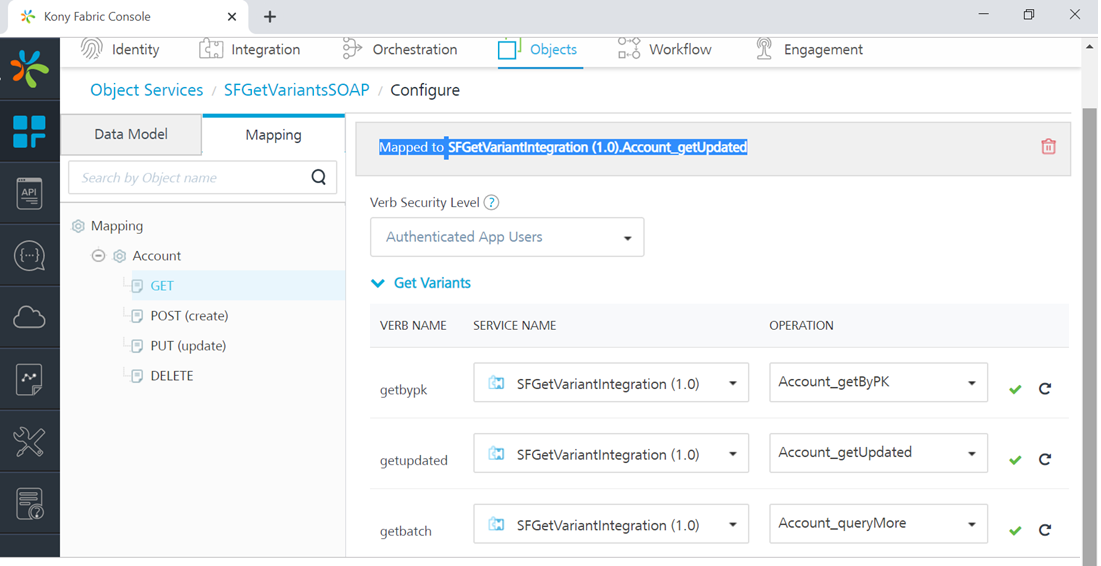 Kony Fabric Console
Identity
Integration
Orchestration
Objects
Workflow
Engagement
Object Services / SFGetVariantsSOAP / Configure
Data Model
Mapping
Search by Object name
Mapping
Account
GET
POST (create)
PUT (update)
DELETE
API
Mapped to SFGetVariantIntegration (1.0).Account_getUpdated
Verb Security Level ?
Authenticated App Users
Get Variants
VERB NAME SERVICE NAME OPERATION
getbypk SFGetVariantIntegration (1.0) Account_getByPK
getupdated SFGetVariantIntegration (1.0) Account_getUpdated
getbatch SFGetVariantIntegration (1.0) Account_queryMore